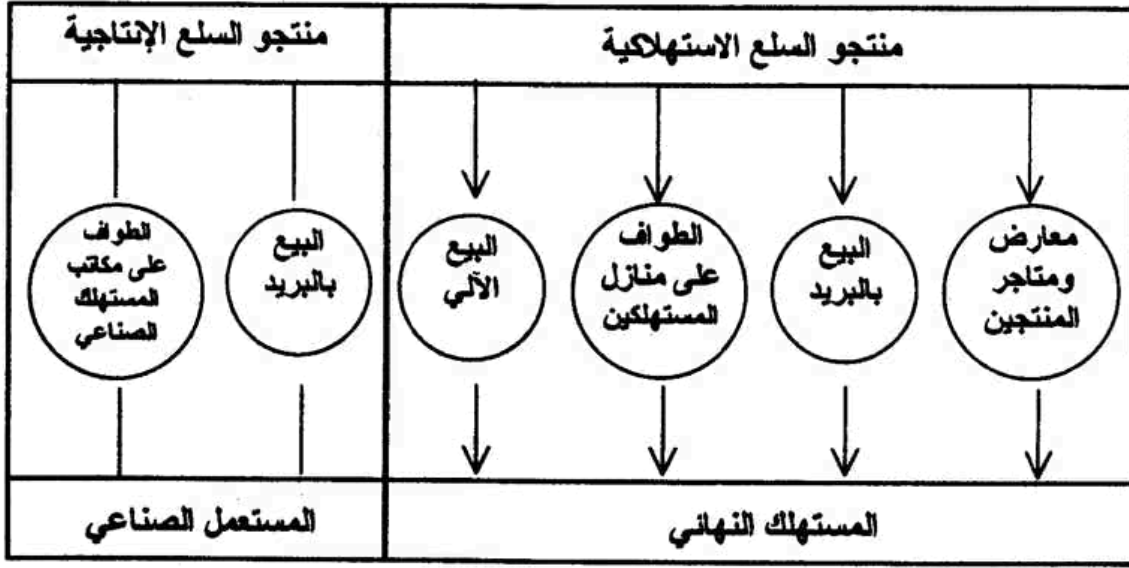 منتجو السلع الاستهلاكية
منتجو السلع الإنتاجية
معارض
ومتاجر
المنتجين
البيع
بالبريد
الطواف
على منازل
المستهلكين
البيع
الآلي
البيع
بالبريد
الطواف
على مكاتب
المستهلك
الصناعي
المستهلك النهائي
المستعمل الصناعي